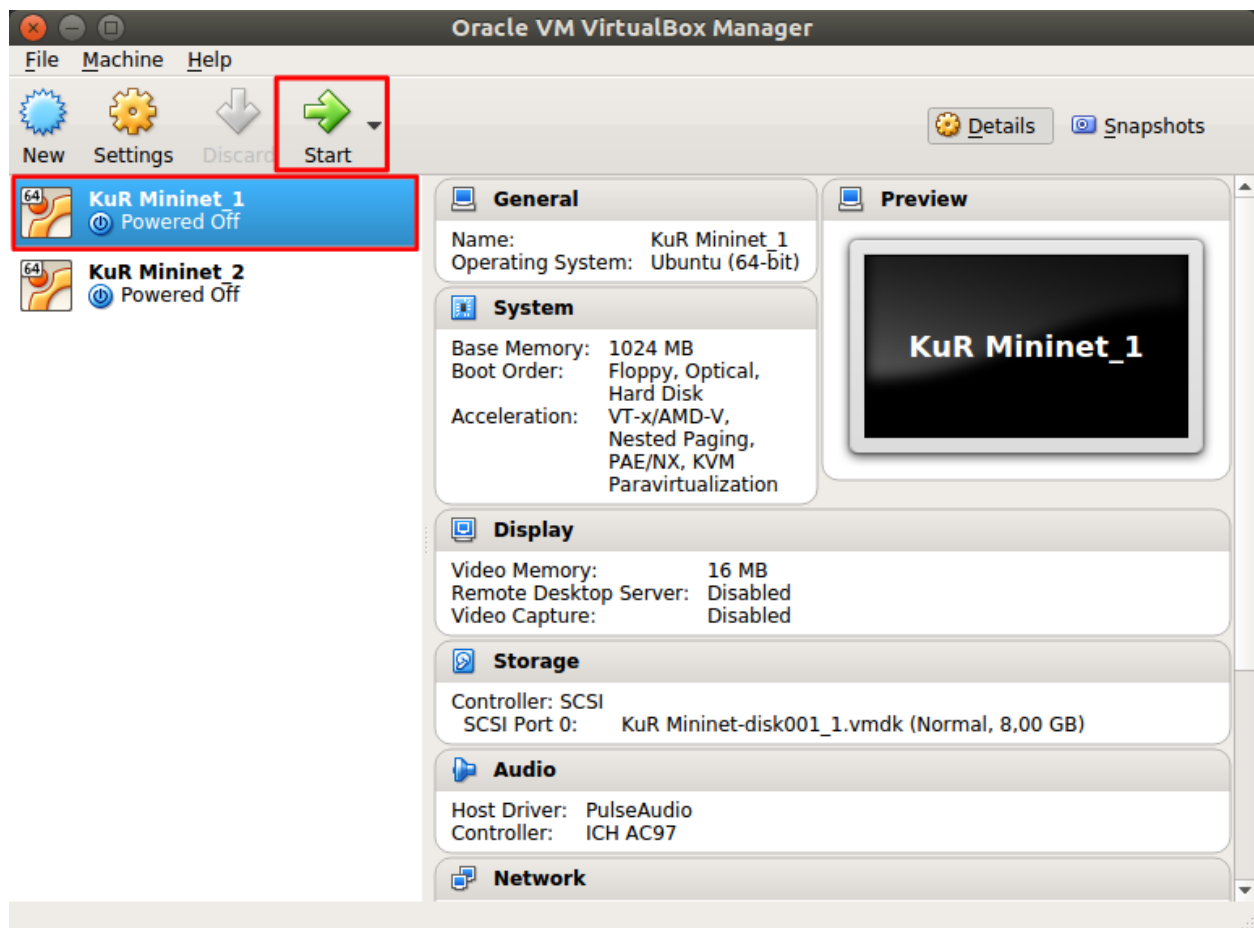 Oracle VM VirtualBox Manager
File Machine Help
New Settings Discard Start
Details Snapshots
64
KuR Mininet_1
Powered Off
64
KuR Mininet_2
Powered Off
General
Name: KuR Mininet_1
Operating System: Ubuntu (64-bit)
Preview
KuR Mininet_1
System
Base Memory: 1024 MB
Boot Order: Floppy, Optical,
Hard Disk
Acceleration: VT-x/AMD-V,
Nested Paging,
PAE/NX, KVM
Paravirtualization
Display
Video Memory: 16 MB
Remote Desktop Server: Disabled
Video Capture: Disabled
Storage
Controller: SCSI
SCSI Port 0: KuR Mininet-disk001_1.vmdk (Normal, 8,00 GB)
Audio
Host Driver: PulseAudio
Controller: ICH AC97
Network